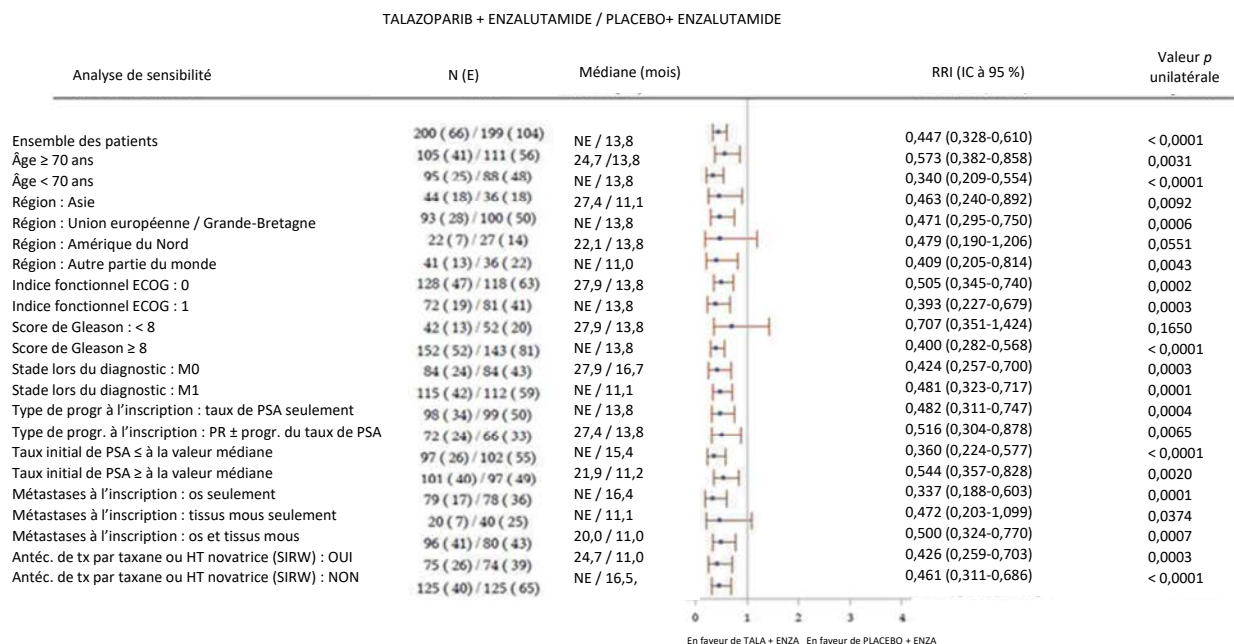 TALAZOPARIB + ENZALUTAMIDE / PLACEBO+ ENZALUTAMIDE
Analyse de sensibilité N (E) Médiane (mois) RRI (IC à 95 %) Valeur p unilatérale
Ensemble des patients 200 ( 66) / 199 ( 104) NE / 13,8 0,447 (0,328-0,610) < 0,0001
Âge ≥ 70 ans 105 ( 41) / 111 ( 56) 24,7 /13,8 0,573 (0,382-0,858) 0,0031
Âge < 70 ans 95 ( 25) / 88 ( 48) NE / 13,8 0,340 (0,209-0,554) < 0,0001
Région : Asie 44 ( 18) / 36 ( 18) 27,4 / 11,1 0,463 (0,240-0,892) 0,0092
Région : Union européenne / Grande-Bretagne 93 ( 28) / 100 ( 50) NE / 13,8 0,471 (0,295-0,750) 0,0006
Région : Amérique du Nord 22 ( 7) / 27 ( 14) 22,1 / 13,8 0,479 (0,190-1,206) 0,0551
Région : Autre partie du monde 41 ( 13) / 36 ( 22) NE / 11,0 0,409 (0,205-0,814) 0,0043
Indice fonctionnel ECOG : 0 128 ( 47) / 118 ( 63) 27,9 / 13,8 0,505 (0,345-0,740) 0,0002
Indice fonctionnel ECOG : 1 72 ( 19) / 81 ( 41) NE / 13,8 0,393 (0,227-0,679) 0,0003
Score de Gleason : < 8 42 ( 13) / 52 ( 20) 27,9 / 13,8 0,707 (0,351-1,424) 0,1650
Score de Gleason ≥ 8 152 ( 52) / 143 ( 81) NE / 13,8 0,400 (0,282-0,568) < 0,0001
Stade lors du diagnostic : M0 84 ( 24) / 84 ( 43) 27,9 / 16,7 0,424 (0,257-0,700) 0,0003
Stade lors du diagnostic : M1 115 ( 42) / 112 ( 59) NE / 11,1 0,481 (0,323-0,717) 0,0001
Type de progr à l'inscription : taux de PSA seulement 98 ( 34) / 99 ( 50) NE / 13,8 0,482 (0,311-0,747) 0,0004
Type de progr. à l'inscription : PR ± progr. du taux de PSA 72 ( 24) / 66 ( 33) 27,4 / 13,8 0,516 (0,304-0,878) 0,0065
Taux initial de PSA ≤ à la valeur médiane 97 ( 26) / 102 ( 55) NE / 15,4 0,360 (0,224-0,577) < 0,0001
Taux initial de PSA ≥ à la valeur médiane 101 ( 40) / 97 ( 49) 21,9 / 11,2 0,544 (0,357-0,828) 0,0020
Métastases à l'inscription : os seulement 79 ( 17) / 78 ( 36) NE / 16,4 0,337 (0,188-0,603) 0,0001
Métastases à l'inscription : tissus mous seulement 20 ( 7) / 40 ( 25) NE / 11,1 0,472 (0,203-1,099) 0,0374
Métastases à l'inscription : os et tissus mous 96 ( 41) / 80 ( 43) 20,0 / 11,0 0,500 (0,324-0,770) 0,0007
Antéc. de tx par taxane ou HT novatrice (SIRW) : OUI 75 ( 26) / 74 ( 39) 24,7 / 11,0 0,426 (0,259-0,703) 0,0003
Antéc. de tx par taxane ou HT novatrice (SIRW) : NON 125 ( 40) / 125 ( 65) NE / 16,5, 0,461 (0,311-0,686) < 0,0001
0 1 2 3 4
En faveur de TALA + ENZA En faveur de PLACEBO + ENZA